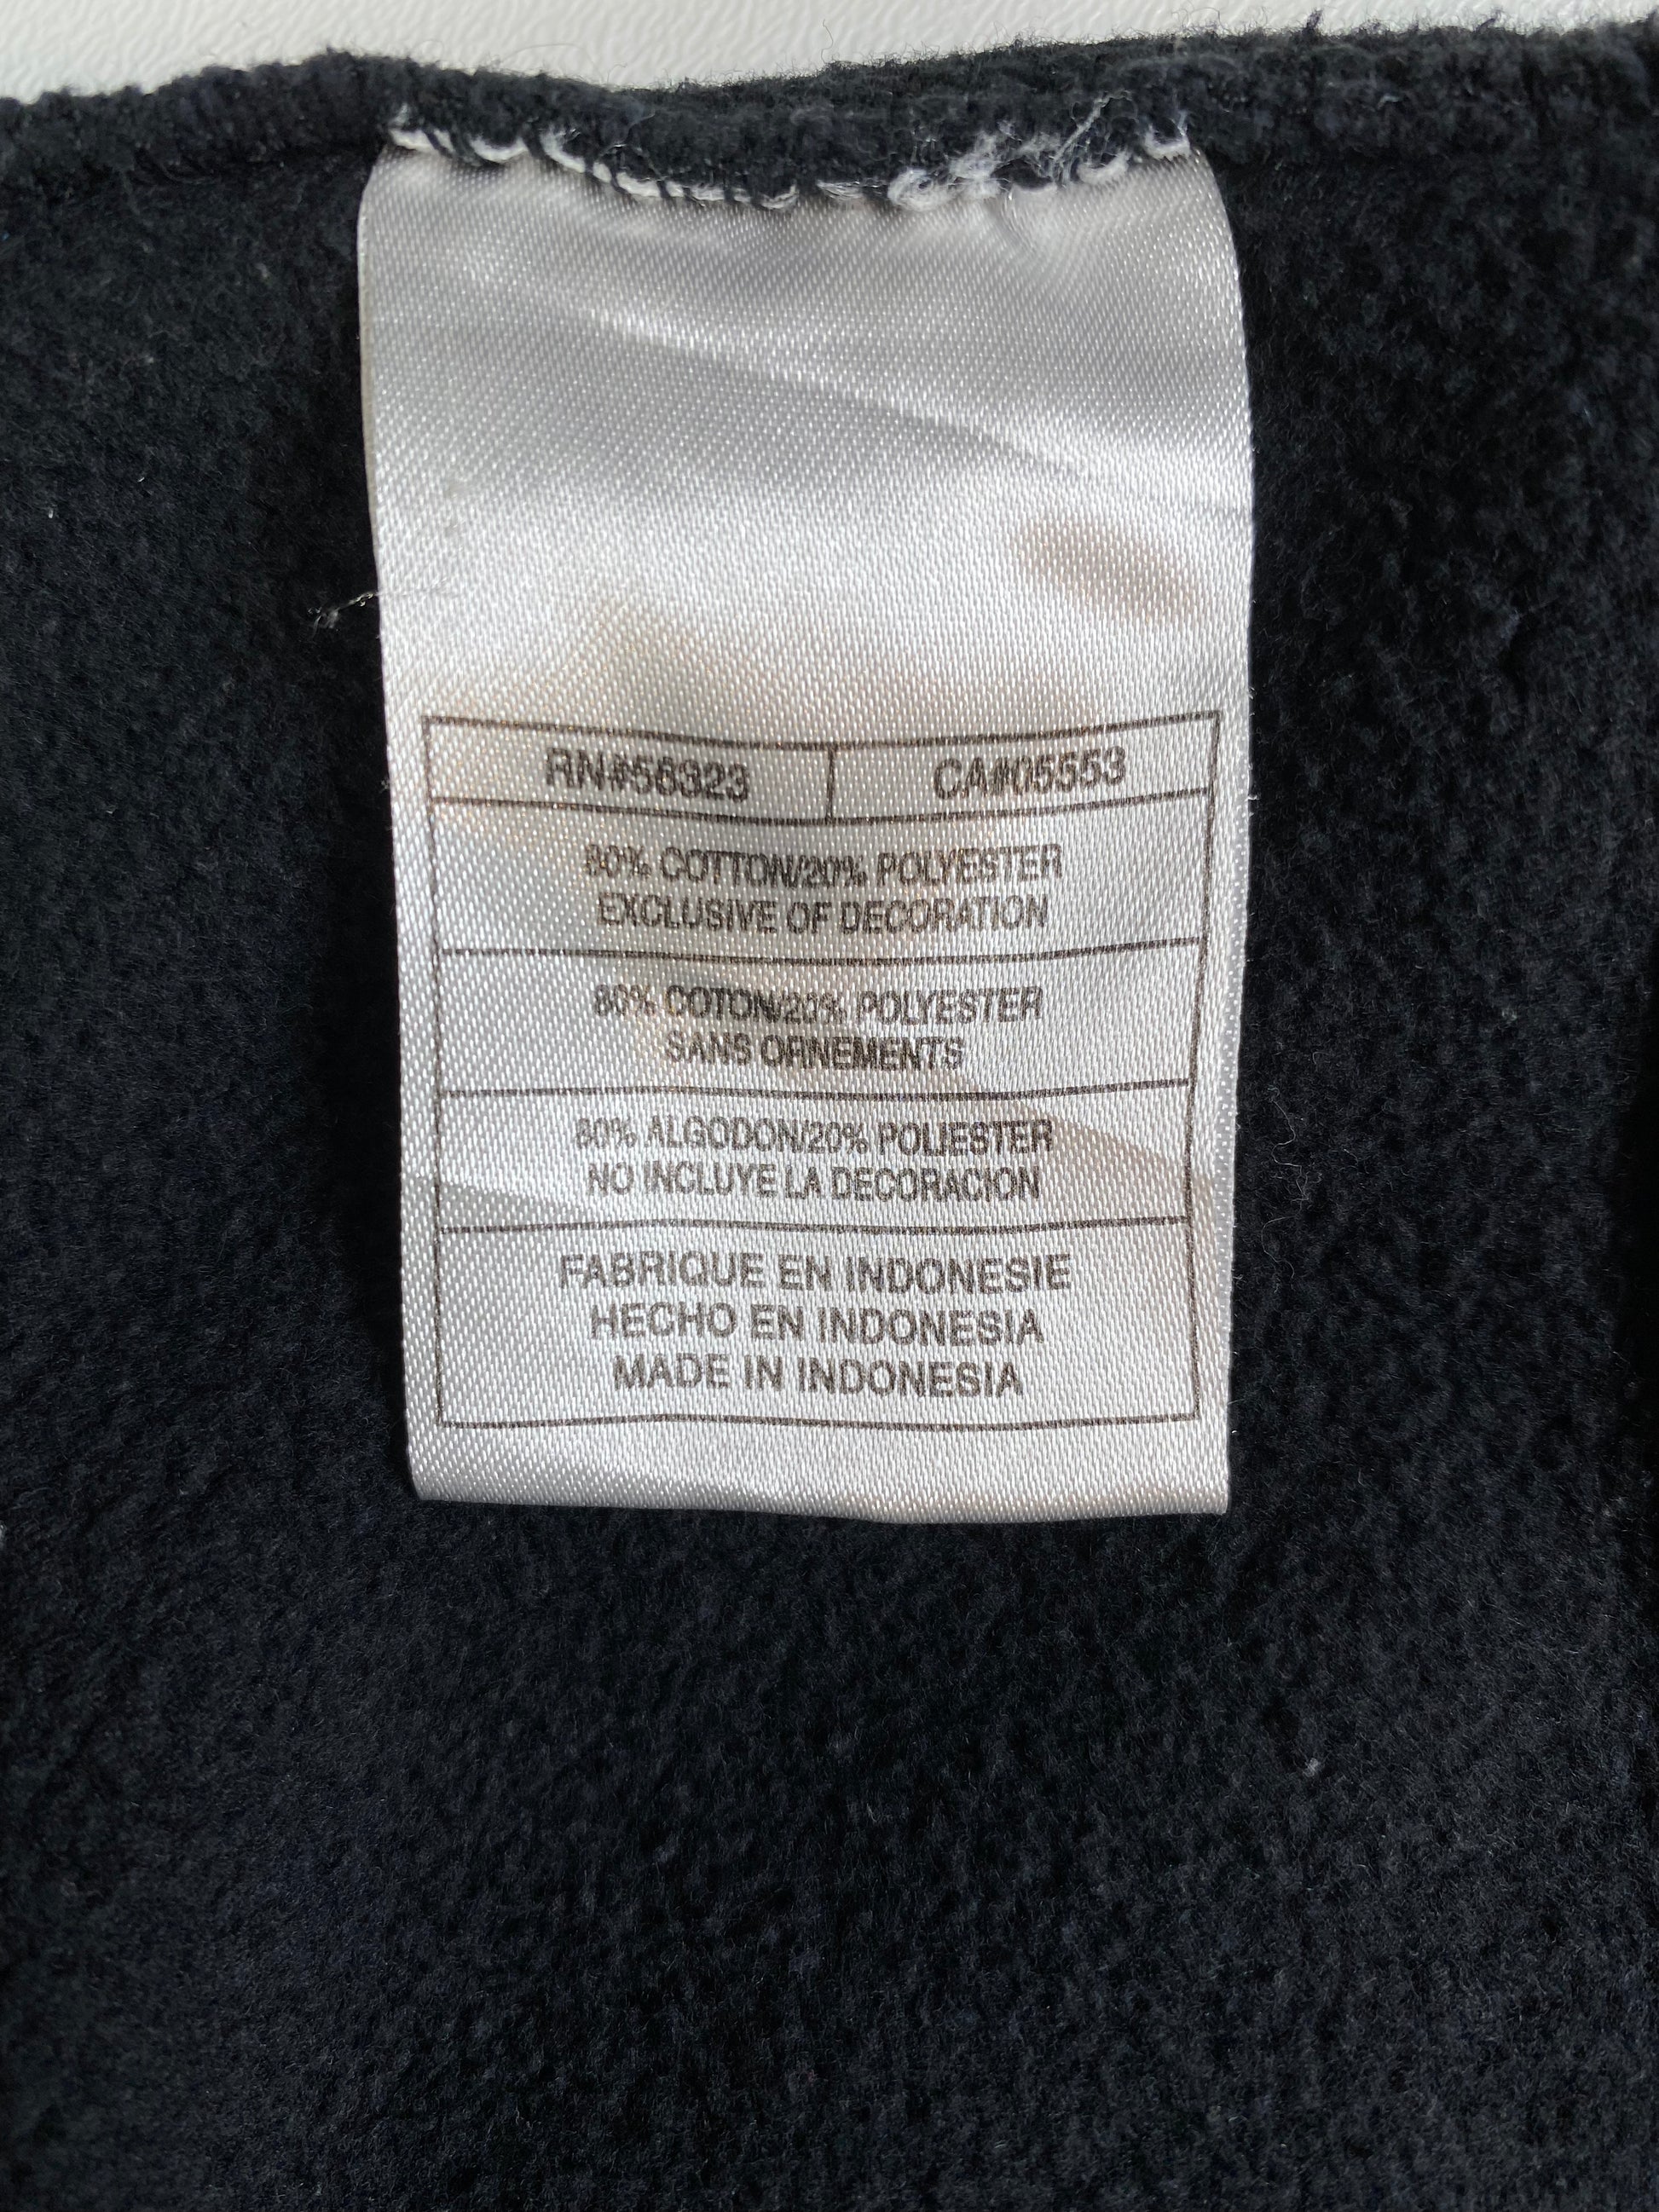 RN#56323 CA#05553
80% COTTON/20% POLYESTER
EXCLUSIVE OF DECORATION
80% COTON/20% POLYESTER
SANS ORNEMENTS
80% ALGODON/20% POLIESTER
NO INCLUYE LA DECORACION
FABRIQUE EN INDONESIE
HECHO EN INDONESIA
MADE IN INDONESIA